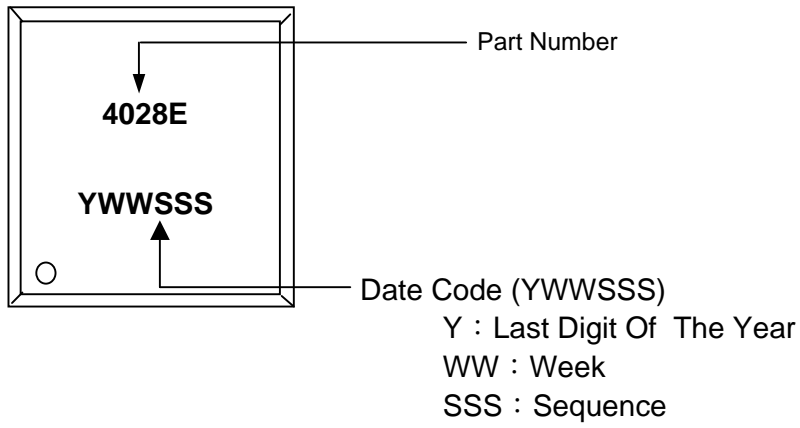 Part Number
4028E
YWWSSS
Date Code (YWWSSS)
Y：Last Digit Of The Year
WW：Week
SSS：Sequence